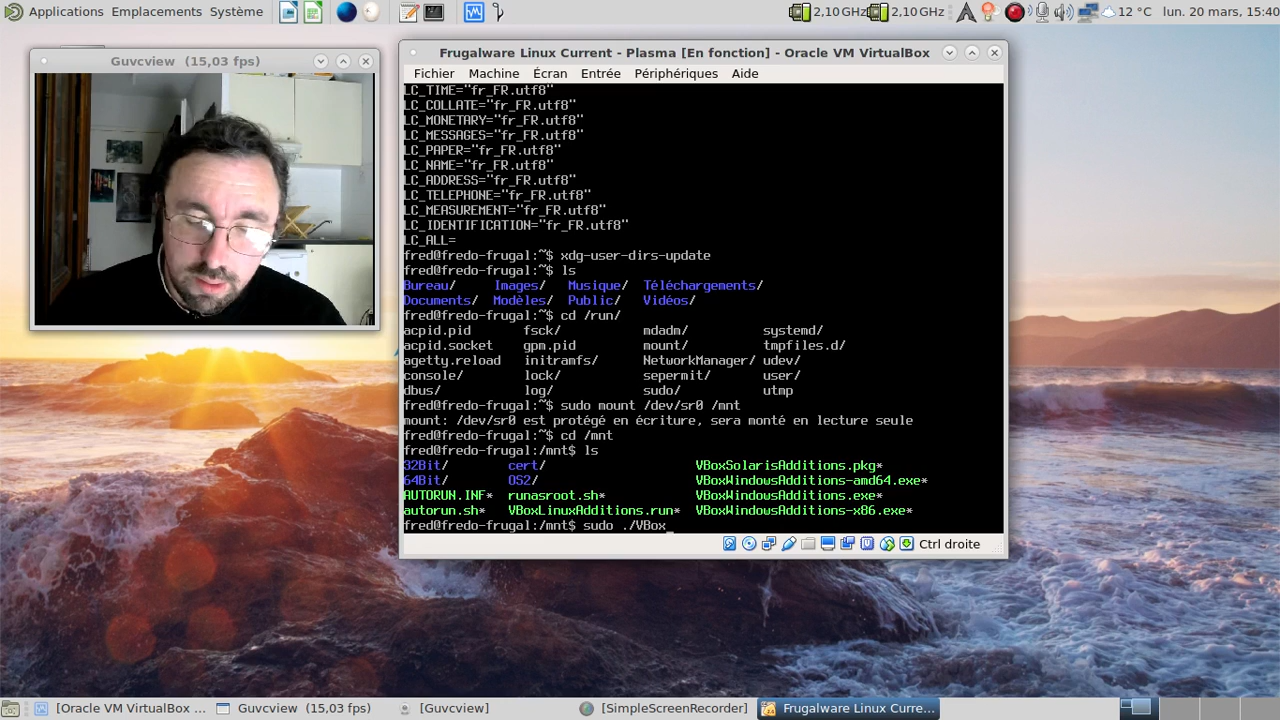 Applications Emplacements Système 2,10 GHz 2,10 GHz 12 °C lun. 20 mars, 15:40
Guvcview (15,03 fps)
Frugalware Linux Current - Plasma [En fonction] - Oracle VM VirtualBox
Fichier Machine Écran Entrée Périphériques Aide
LC_TIME="fr_FR.utf8"
LC_COLLATE="fr_FR.utf8"
LC_MONETARY="fr_FR.utf8"
LC_MESSAGES="fr_FR.utf8"
LC_PAPER="fr_FR.utf8"
LC_NAME="fr_FR.utf8"
LC_ADDRESS="fr_FR.utf8"
LC_TELEPHONE="fr_FR.utf8"
LC_MEASUREMENT="fr_FR.utf8"
LC_IDENTIFICATION="fr_FR.utf8"
LC_ALL=
fred@fredo-frugal:~$ xdg-user-dirs-update
fred@fredo-frugal:~$ ls
Bureau/ Images/ Musique/ Téléchargements/
Documents/ Modèles/ Public/ Vidéos/
fred@fredo-frugal:~$ cd /run/
acpid.pid fsck/ mdadm/ systemd/
acpid.socket gpm.pid mount/ tmpfiles.d/
agetty.reload initramfs/ NetworkManager/ udev/
console/ lock/ sepermit/ user/
dbus/ log/ sudo/ utmp
fred@fredo-frugal:~$ sudo mount /dev/sr0 /mnt
mount: /dev/sr0 est protégé en écriture, sera monté en lecture seule
fred@fredo-frugal:~$ cd /mnt
fred@fredo-frugal:/mnt$ ls
32Bit/ cert/ VBoxSolarisAdditions.pkg*
64Bit/ OS2/ VBoxWindowsAdditions-amd64.exe*
AUTORUN.INF* runasroot.sh* VBoxWindowsAdditions.exe*
autorun.sh* VBoxLinuxAdditions.run* VBoxWindowsAdditions-x86.exe*
fred@fredo-frugal:/mnt$ sudo ./VBox_
Ctrl droite
[Oracle VM VirtualBox ... Guvcview (15,03 fps) [Guvcview] [SimpleScreenRecorder] Frugalware Linux Curre...